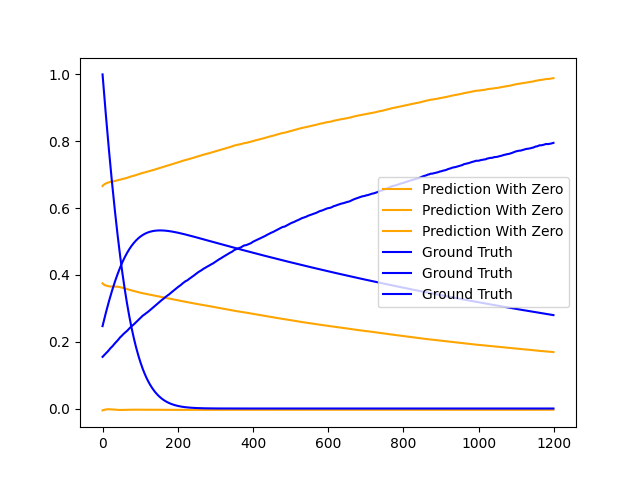 1.0
0.8
0.6
0.4
0.2
0.0
0 200 400 600 800 1000 1200
Prediction With Zero
Prediction With Zero
Prediction With Zero
Ground Truth
Ground Truth
Ground Truth